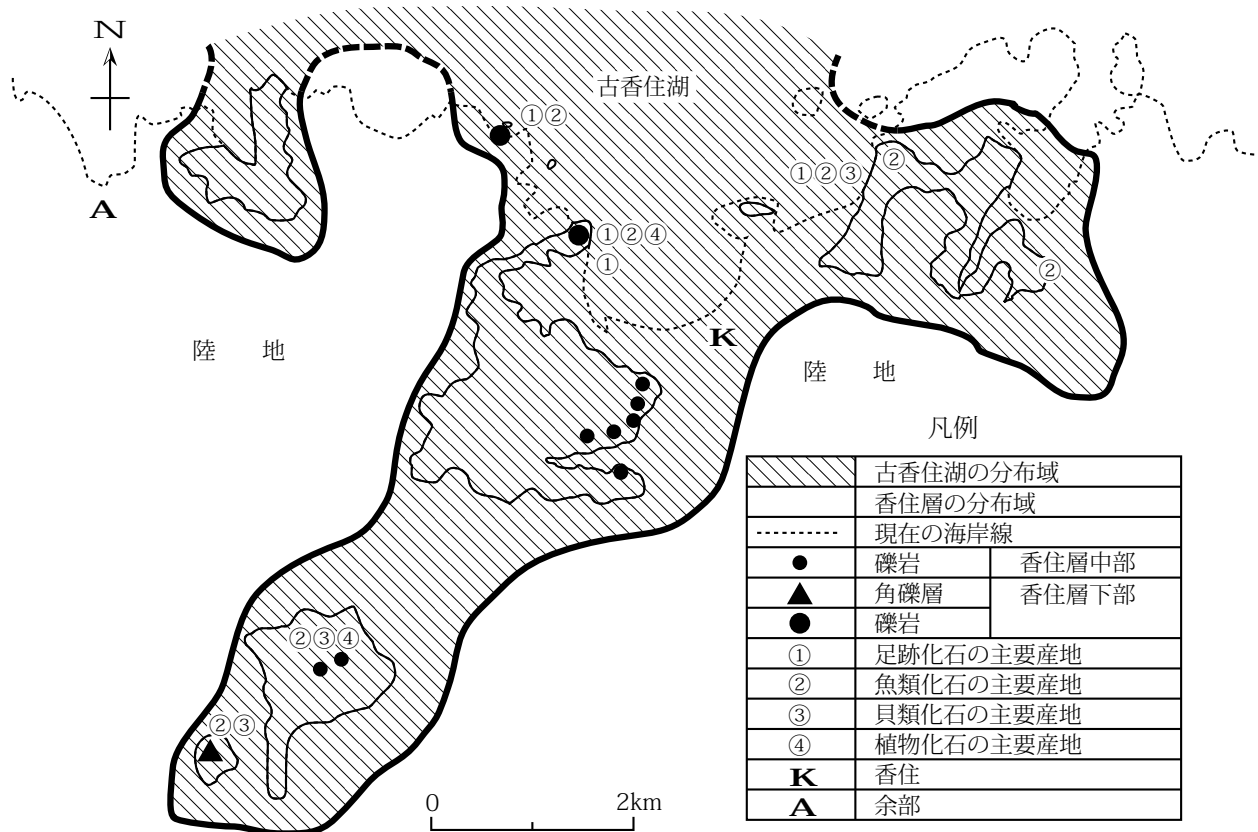 N
古香住湖
①②
②
①②③
A
①②④
①
②
K
陸 地
陸 地
凡例
古香住湖の分布域
香住層の分布域
現在の海岸線
礫岩 香住層中部
角礫層 香住層下部
礫岩
① 足跡化石の主要産地
② 魚類化石の主要産地
③ 貝類化石の主要産地
④ 植物化石の主要産地
K 香住
A 余部
②③④
②③
0 2km